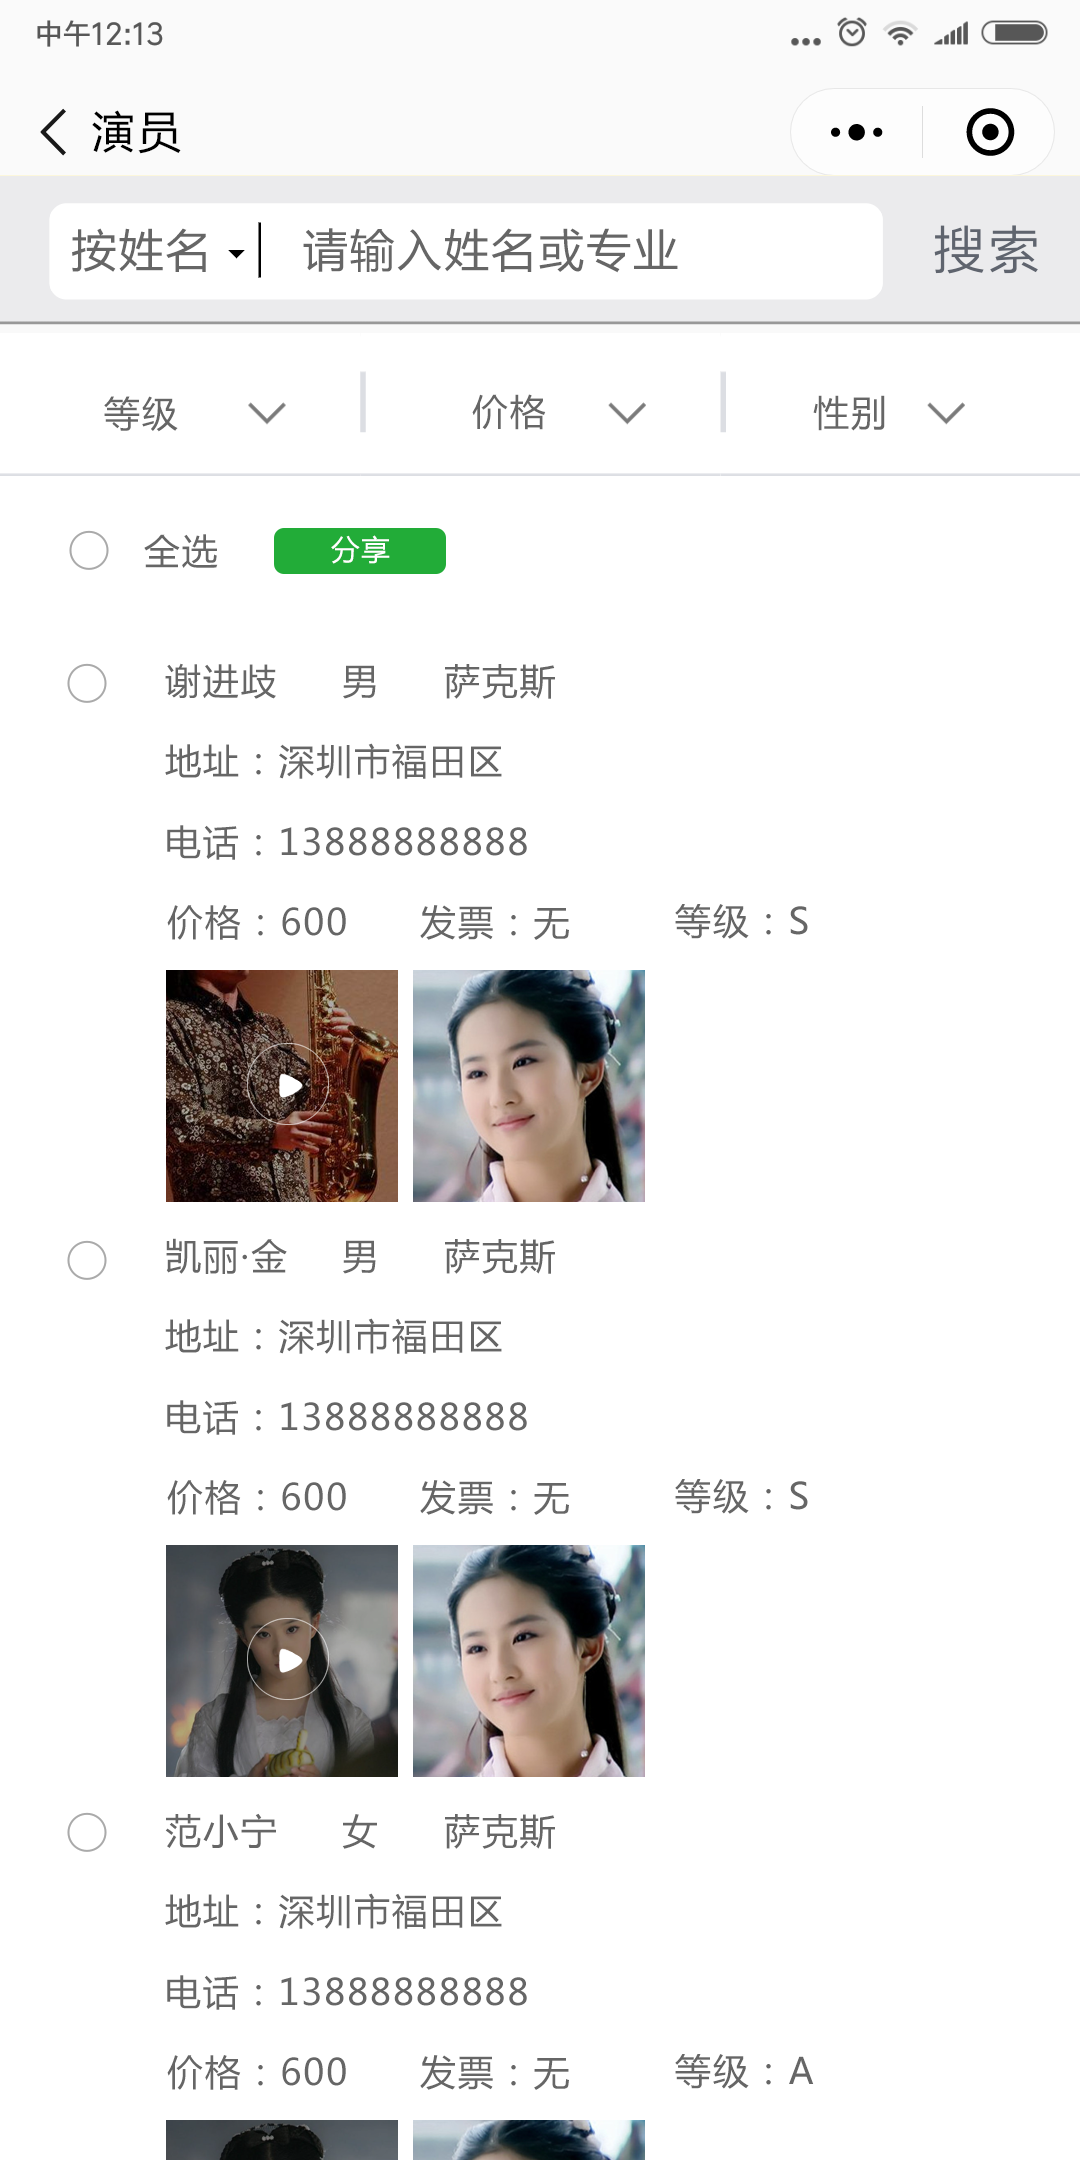 中午12:13
演员
按姓名 请输入姓名或专业 搜索
等级 价格 性别
全选 分享
谢进歧 男 萨克斯
地址：深圳市福田区
电话：13888888888
价格：600 发票：无 等级：S
凯丽·金 男 萨克斯
地址：深圳市福田区
电话：13888888888
价格：600 发票：无 等级：S
范小宁 女 萨克斯
地址：深圳市福田区
电话：13888888888
价格：600 发票：无 等级：A